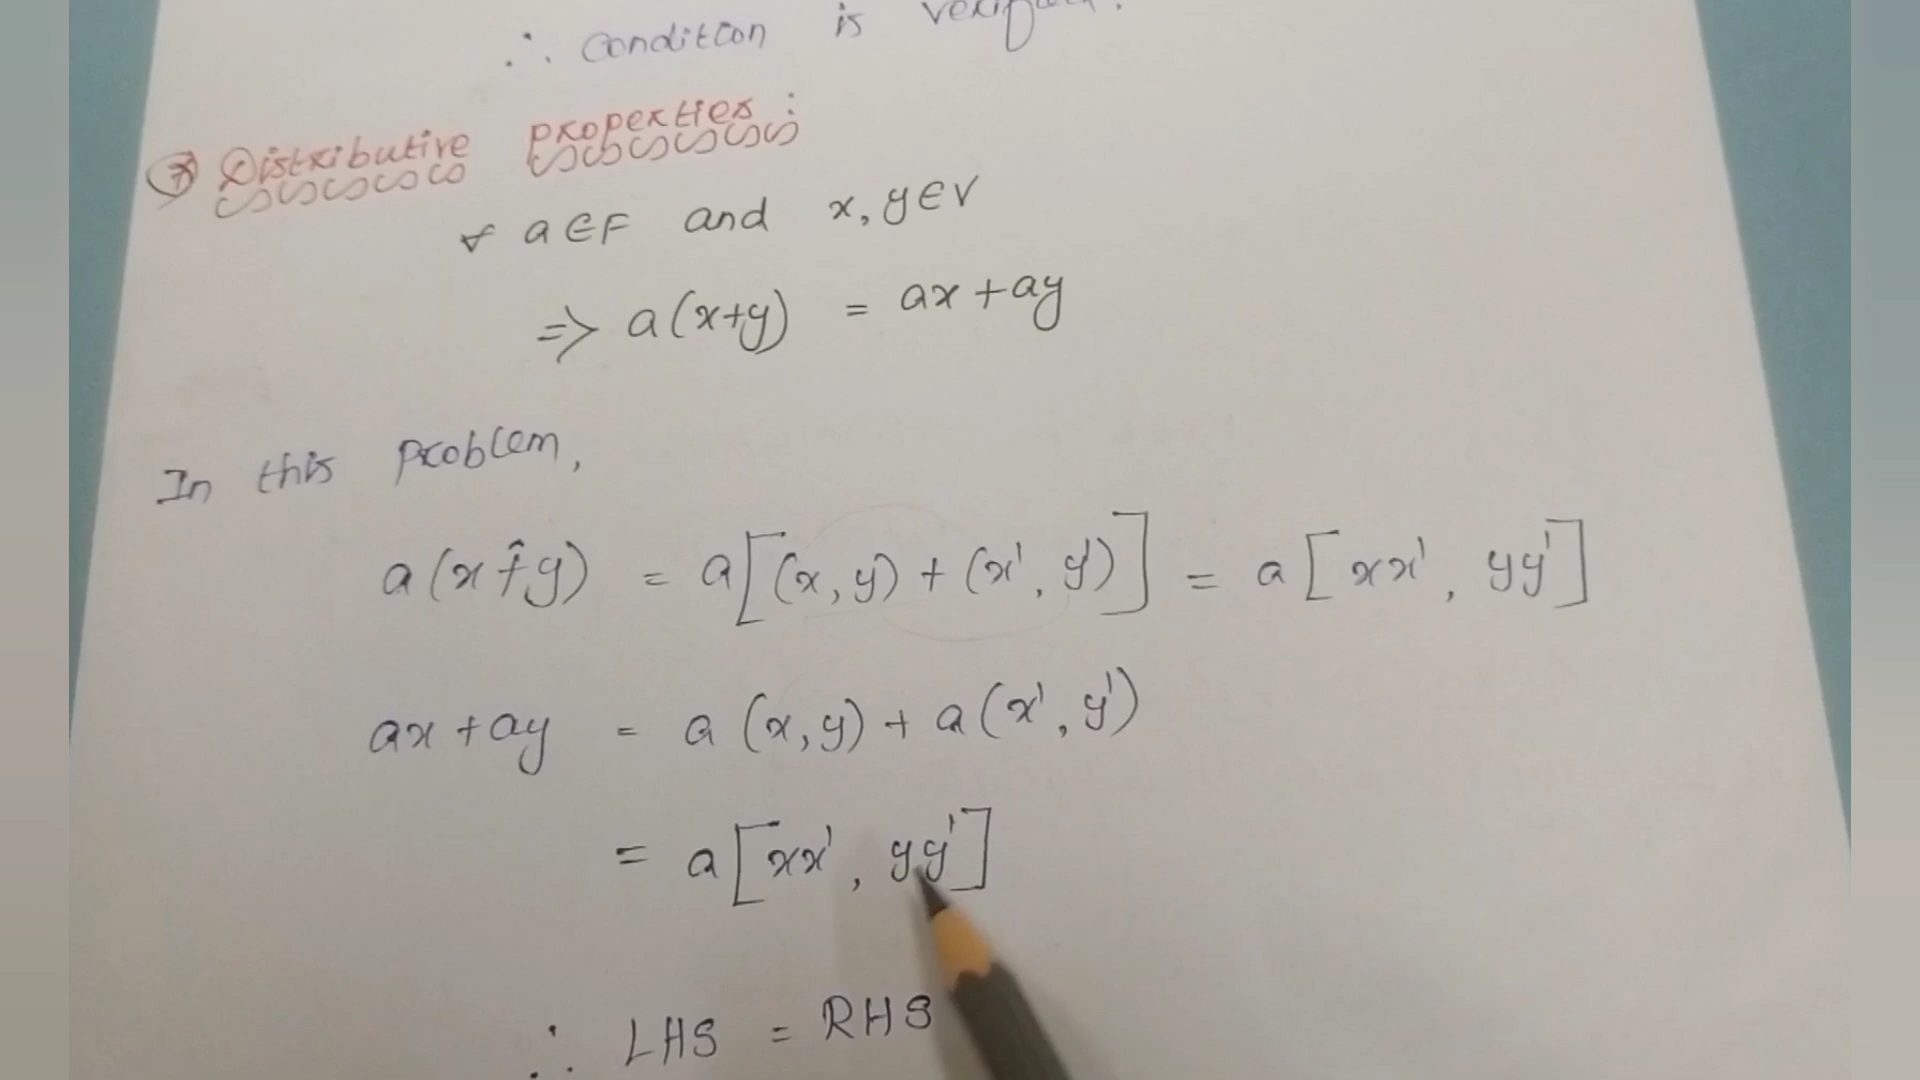 ∴ condition is verified.
⑦ Distributive properties:
∀ a∈F and x, y∈V
=> a(x+y) = ax+ay
In this problem,
a(x+̂y) = a[(x, y) + (x', y')] = a[xx', yy']
ax + ay = a (x, y) + a (x', y')
= a[xx', yy']
∴ LHS = RHS